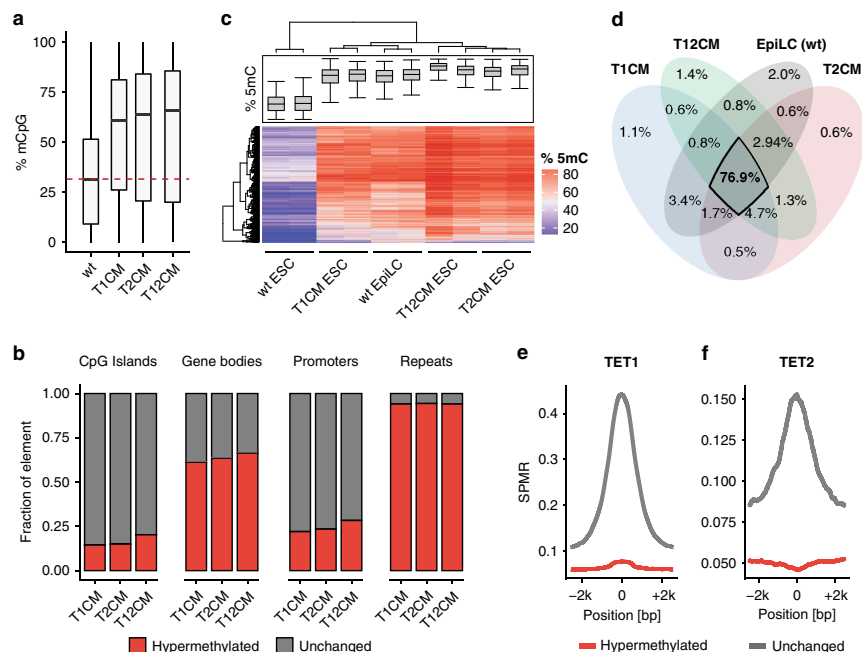 a
% mCpG
100
75
50
25
0
wt
T1CM
T2CM
T12CM
c
% 5mC
% 5mC
80
60
40
20
wt ESC
T1CM ESC
wt EpiLC
T12CM ESC
T2CM ESC
d
T12CM
EpiLC (wt)
T1CM
T2CM
1.4%
2.0%
0.6%
0.8%
0.6%
1.1%
0.8%
2.94%
0.6%
76.9%
3.4%
1.7%
4.7%
1.3%
0.5%
b
CpG Islands
Gene bodies
Promoters
Repeats
Fraction of element
1.00
0.75
0.50
0.25
0.00
T1CM
T2CM
T12CM
T1CM
T2CM
T12CM
T1CM
T2CM
T12CM
T1CM
T2CM
T12CM
Hypermethylated
Unchanged
e
TET1
SPMR
0.4
0.3
0.2
0.1
−2k
0
+2k
Position [bp]
f
TET2
0.150
0.125
0.100
0.075
0.050
−2k
0
+2k
Position [bp]
Hypermethylated
Unchanged